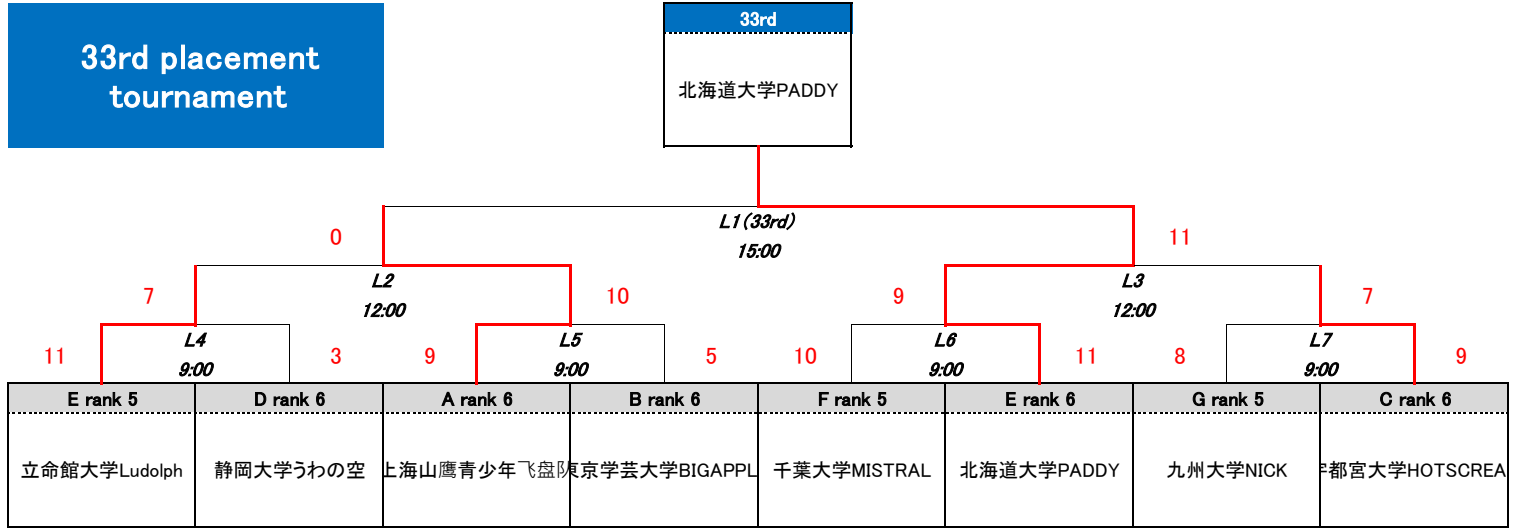 33rd placement
tournament
33rd
北海道大学PADDY
L1(33rd)
15:00
0
11
L2
12:00
L3
12:00
7
10
9
7
L4
9:00
L5
9:00
L6
9:00
L7
9:00
11
3
9
5
10
11
8
9
E rank 5
D rank 6
A rank 6
B rank 6
F rank 5
E rank 6
G rank 5
C rank 6
立命館大学Ludolph
静岡大学うわの空
上海山鹰青少年飞盘队
東京学芸大学BIGAPPL
千葉大学MISTRAL
北海道大学PADDY
九州大学NICK
宇都宮大学HOTSCREA